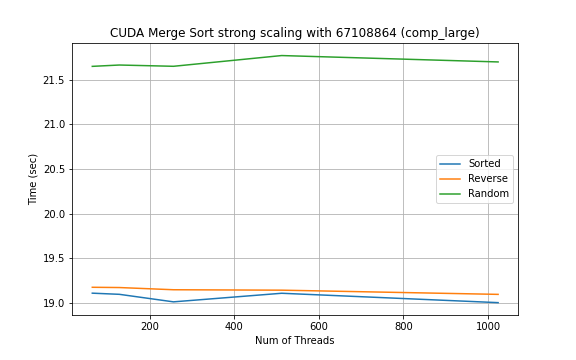 CUDA Merge Sort strong scaling with 67108864 (comp_large)
Time (sec)
21.5
21.0
20.5
20.0
19.5
19.0
Sorted
Reverse
Random
200 400 600 800 1000
Num of Threads